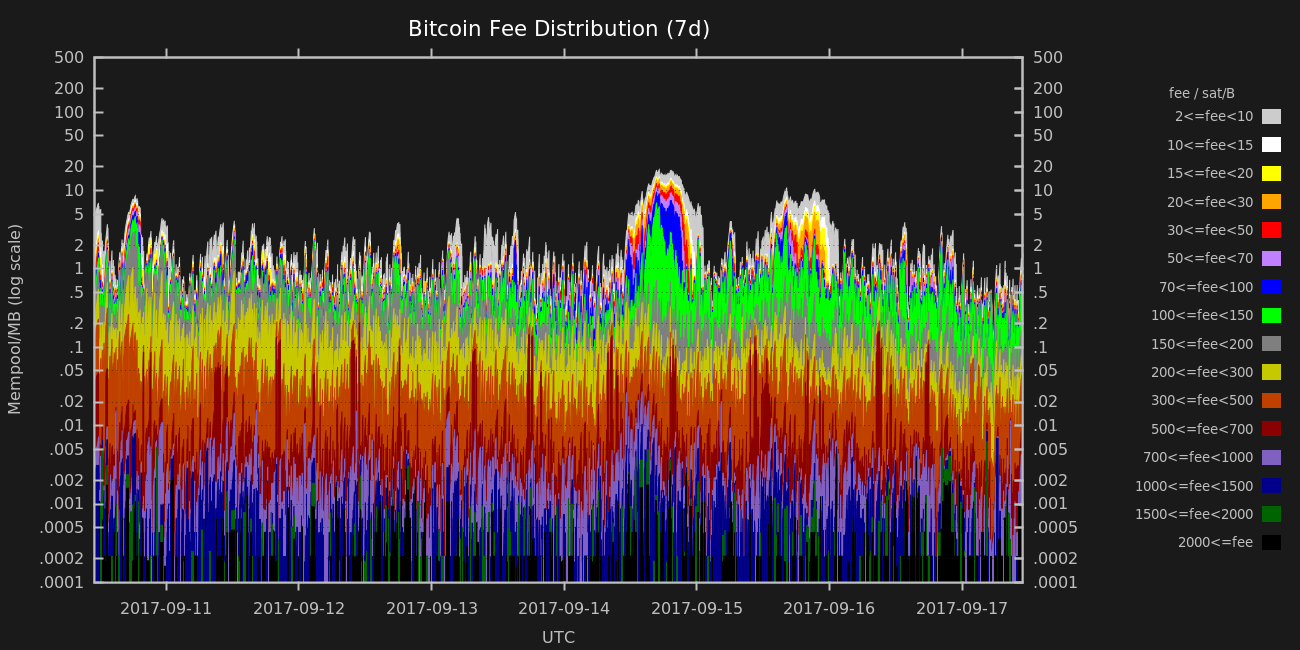 Bitcoin Fee Distribution (7d)
Mempool/MB (log scale)
500
200
100
50
20
10
5
2
1
.5
.2
.1
.05
.02
.01
.005
.002
.001
.0005
.0002
.0001
500
200
100
50
20
10
5
2
1
.5
.2
.1
.05
.02
.01
.005
.002
.001
.0005
.0002
.0001
2017-09-11 2017-09-12 2017-09-13 2017-09-14 2017-09-15 2017-09-16 2017-09-17
UTC
fee / sat/B
2<=fee<10
10<=fee<15
15<=fee<20
20<=fee<30
30<=fee<50
50<=fee<70
70<=fee<100
100<=fee<150
150<=fee<200
200<=fee<300
300<=fee<500
500<=fee<700
700<=fee<1000
1000<=fee<1500
1500<=fee<2000
2000<=fee